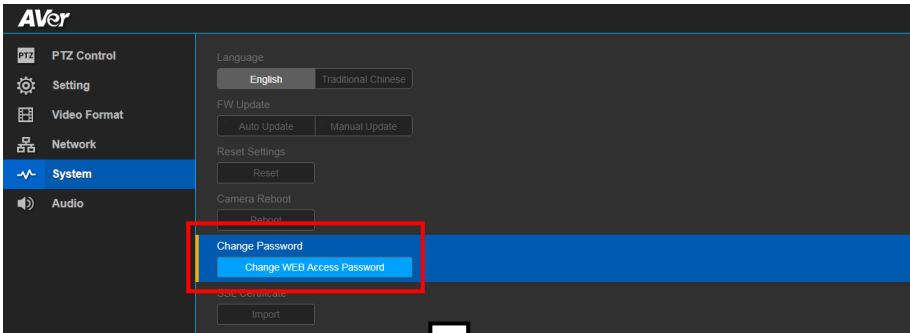 AVer
PTZ PTZ Control
Setting
Video Format
Network
System
Audio
Language
English Traditional Chinese
FW Update
Auto Update Manual Update
Reset Settings
Reset
Camera Reboot
Reboot
Change Password
Change WEB Access Password
SSL Certificate
Import